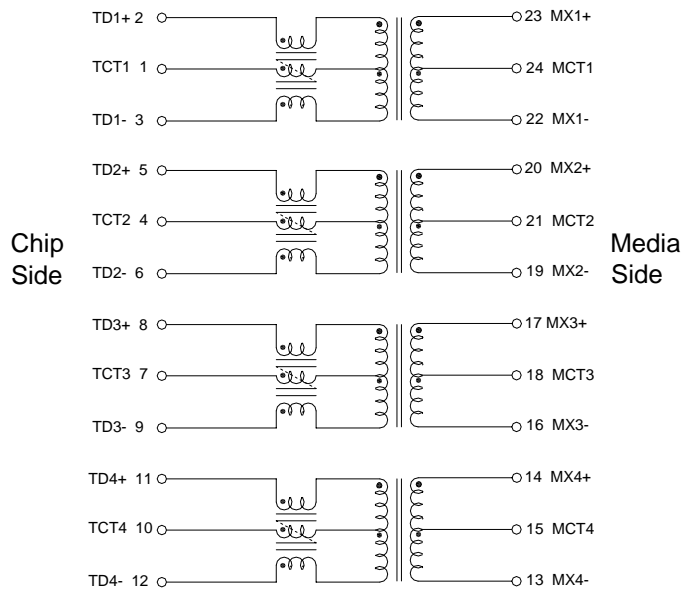 TD1+ 2 23 MX1+
TCT1 1 24 MCT1
TD1- 3 22 MX1-
TD2+ 5 20 MX2+
TCT2 4 21 MCT2
Chip Side
Media Side
TD2- 6 19 MX2-
TD3+ 8 17 MX3+
TCT3 7 18 MCT3
TD3- 9 16 MX3-
TD4+ 11 14 MX4+
TCT4 10 15 MCT4
TD4- 12 13 MX4-